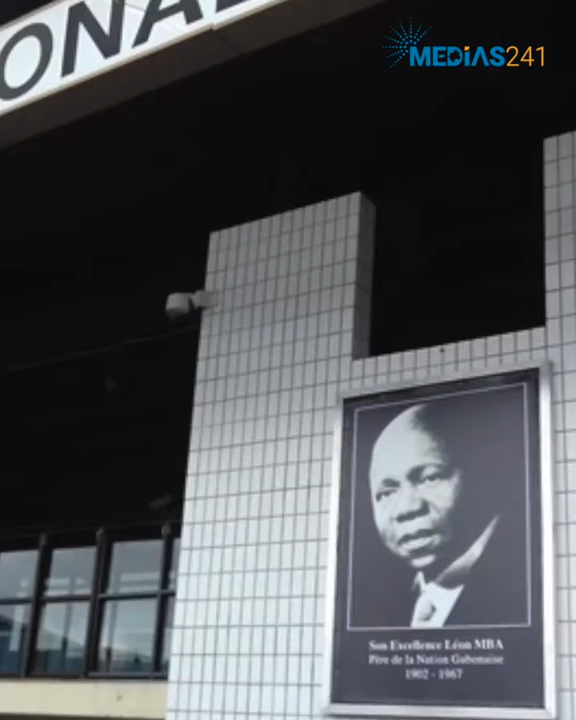 ONAL
MEDiAS241
Son Excellence Léon MBA
Père de la Nation Gabonaise
1902 - 1967